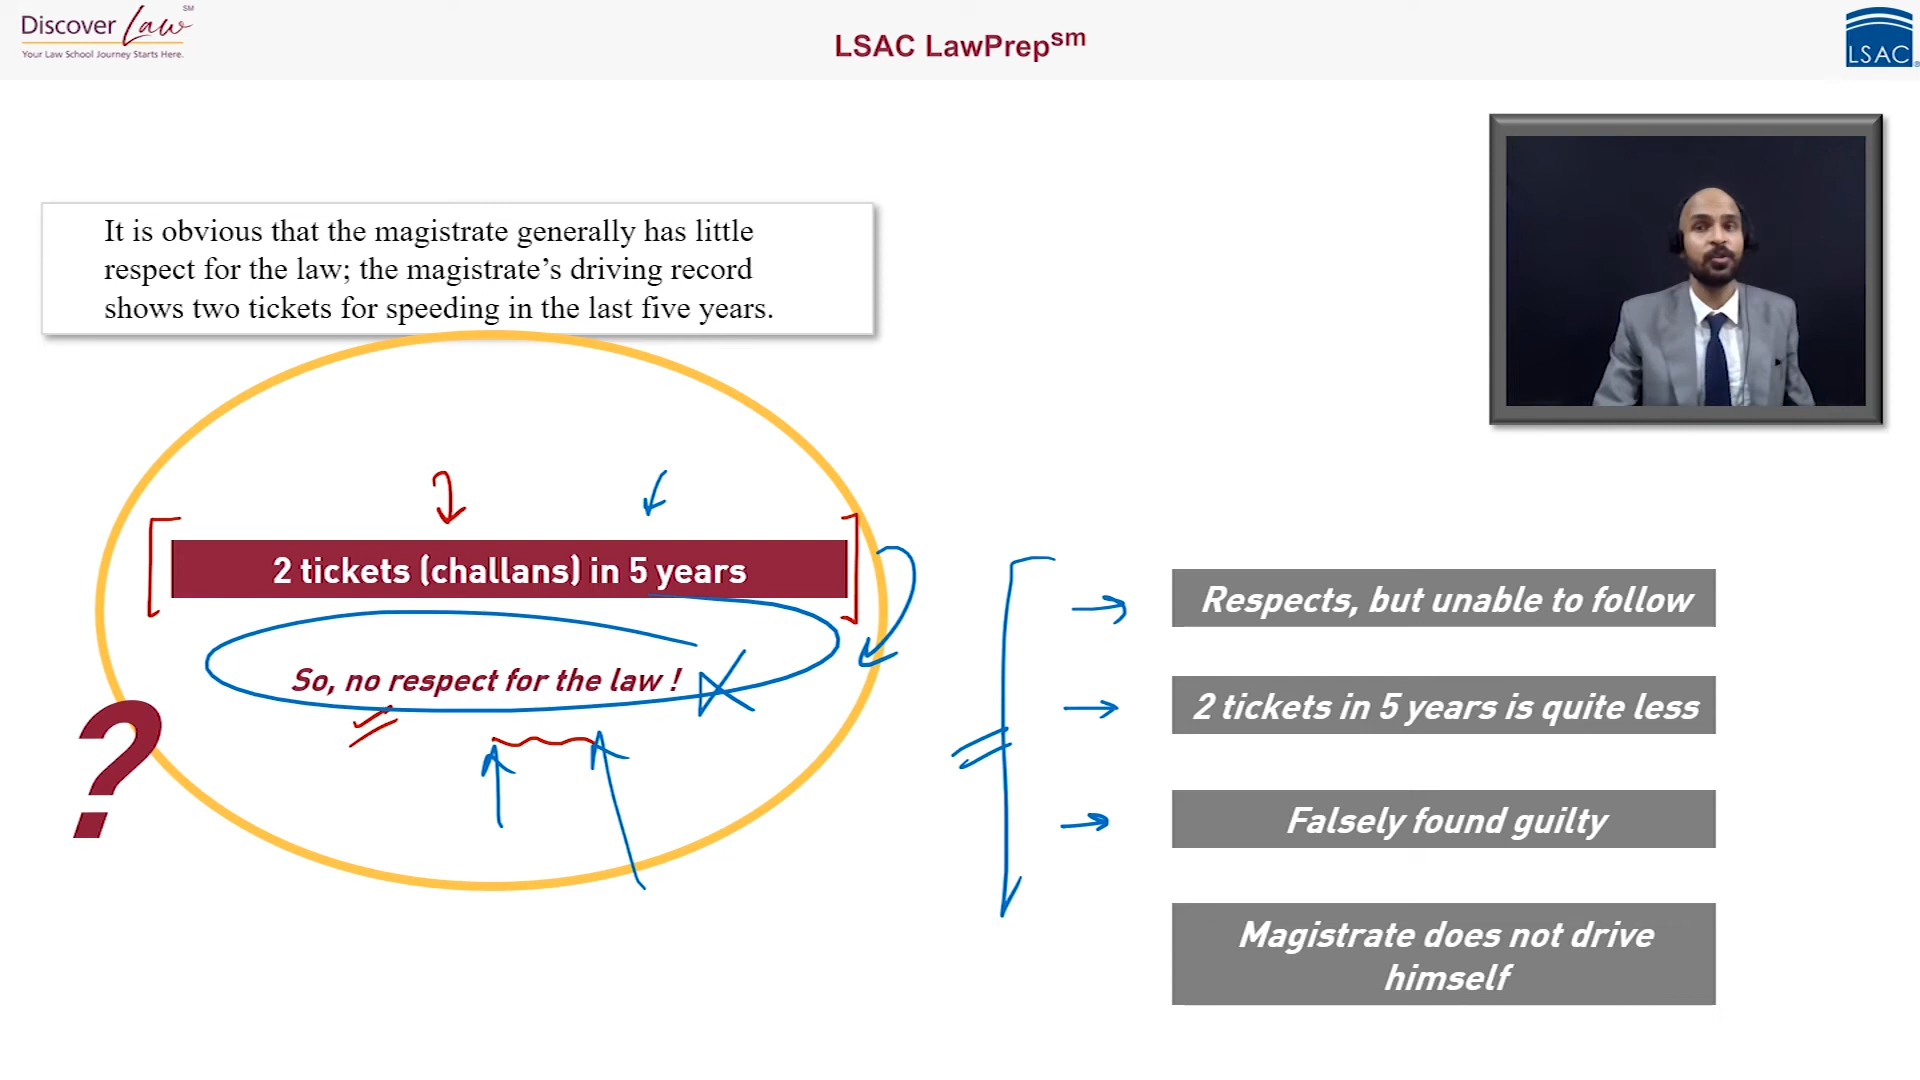 Discover Law SM
Your Law School Journey Starts Here.
LSAC LawPrep sm
LSAC ®
It is obvious that the magistrate generally has little
respect for the law; the magistrate’s driving record
shows two tickets for speeding in the last five years.
2 tickets (challans) in 5 years
So, no respect for the law !
?
Respects, but unable to follow
2 tickets in 5 years is quite less
Falsely found guilty
Magistrate does not drive
himself